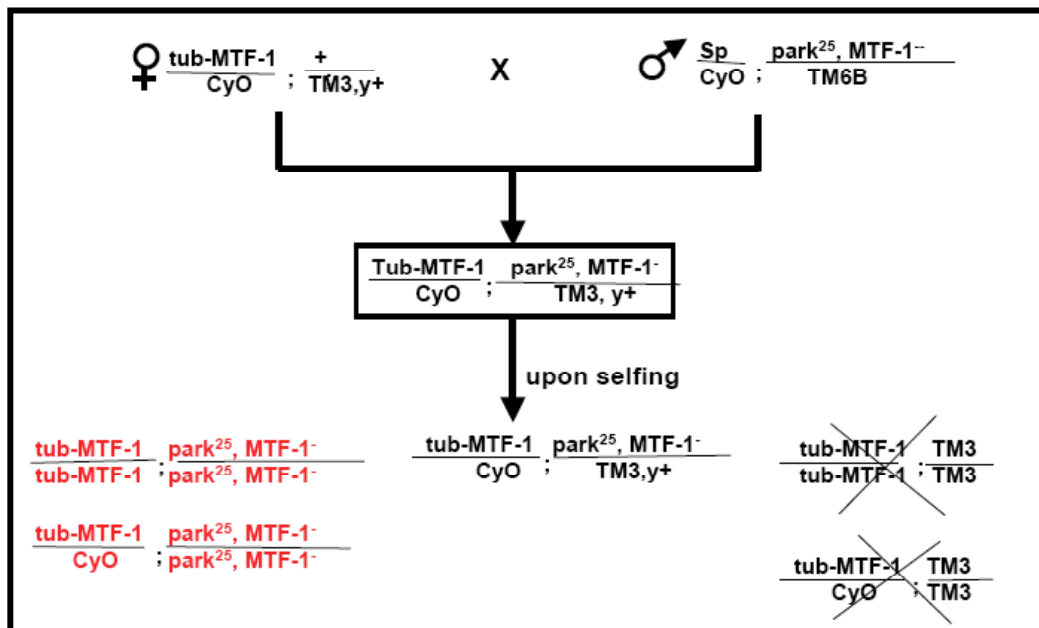 ♀ tub-MTF-1 / CyO ; + / TM3,y+ X ♂ Sp / CyO ; park²⁵, MTF-1⁻⁻ / TM6B
Tub-MTF-1 / CyO ; park²⁵, MTF-1⁻ / TM3, y+
upon selfing
tub-MTF-1 / tub-MTF-1 ; park²⁵, MTF-1⁻ / park²⁵, MTF-1⁻
tub-MTF-1 / CyO ; park²⁵, MTF-1⁻ / park²⁵, MTF-1⁻
tub-MTF-1 / CyO ; park²⁵, MTF-1⁻ / TM3,y+
tub-MTF-1 / tub-MTF-1 ; TM3 / TM3
tub-MTF-1 / CyO ; TM3 / TM3